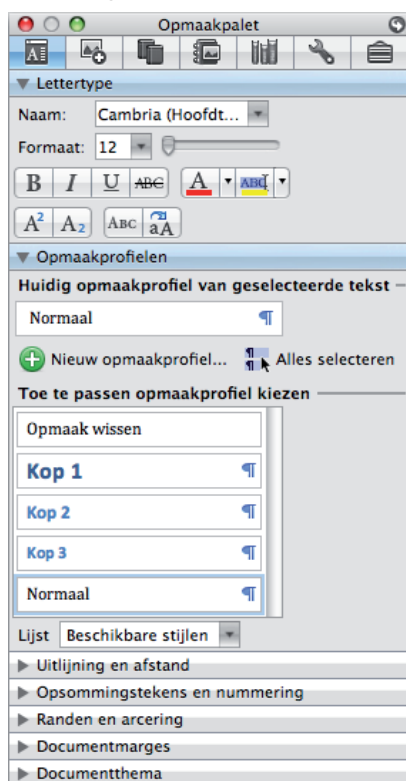 Opmaakpalet
Lettertype
Naam: Cambria (Hoofdt...
Formaat: 12
B I U ABC A ABC
A2 A2 ABC aA
Opmaakprofielen
Huidig opmaakprofiel van geselecteerde tekst
Normaal ¶
Nieuw opmaakprofiel... Alles selecteren
Toe te passen opmaakprofiel kiezen
Opmaak wissen
Kop 1 ¶
Kop 2 ¶
Kop 3 ¶
Normaal ¶
Lijst Beschikbare stijlen
Uitlijning en afstand
Opsommingstekens en nummering
Randen en arcering
Documentmarges
Documentthema